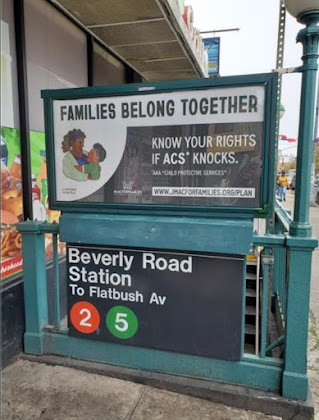 FAMILIES BELONG TOGETHER
KNOW YOUR RIGHTS
IF ACS* KNOCKS.
*AKA "CHILD PROTECTIVE SERVICES"
JMACFORFAMILIES
WWW.JMACFORFAMILIES.ORG/PLAN
Beverly Road
Station
To Flatbush Av
2 5